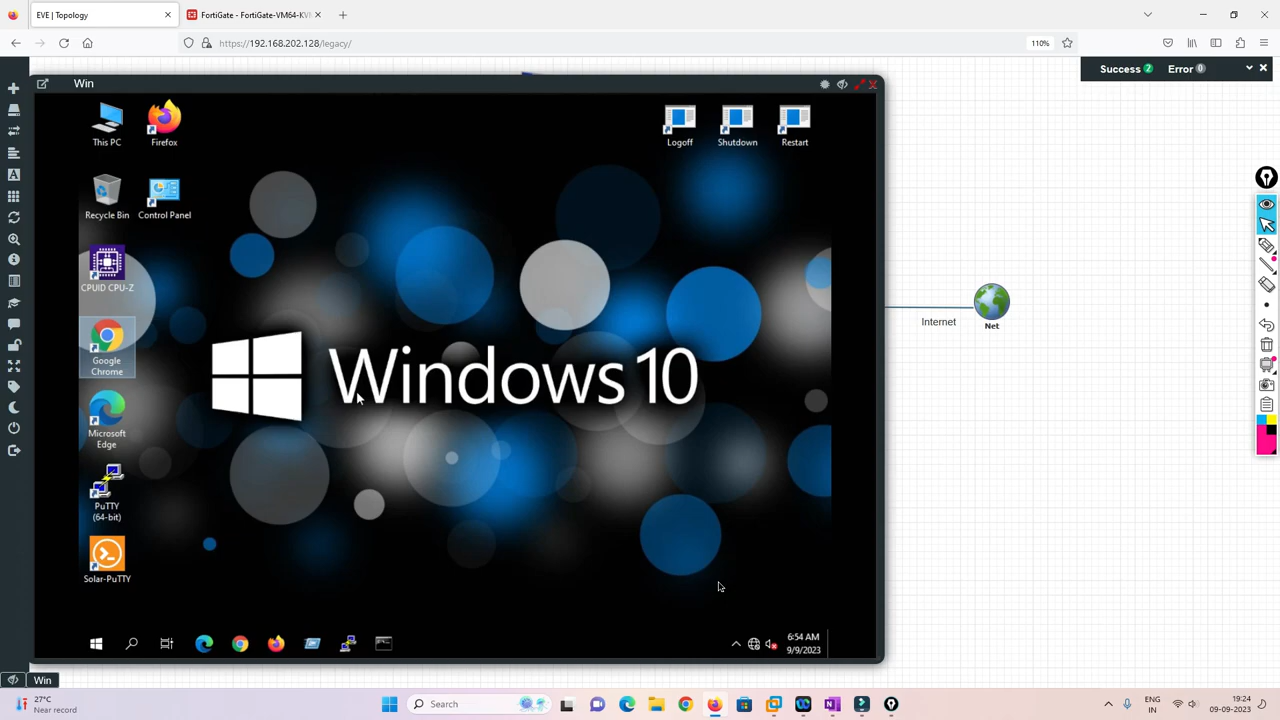 EVE | Topology
FortiGate - FortiGate-VM64-KV
https://192.168.202.128/legacy/
110%
Success 2
Error 0
Win
This PC
Firefox
Logoff
Shutdown
Restart
Recycle Bin
Control Panel
CPUID CPU-Z
Google
Chrome
Microsoft
Edge
PuTTY
(64-bit)
Solar-PuTTY
Windows 10
Internet
Net
6:54 AM
9/9/2023
Win
27°C
Near record
Search
ENG
IN
19:24
09-09-2023